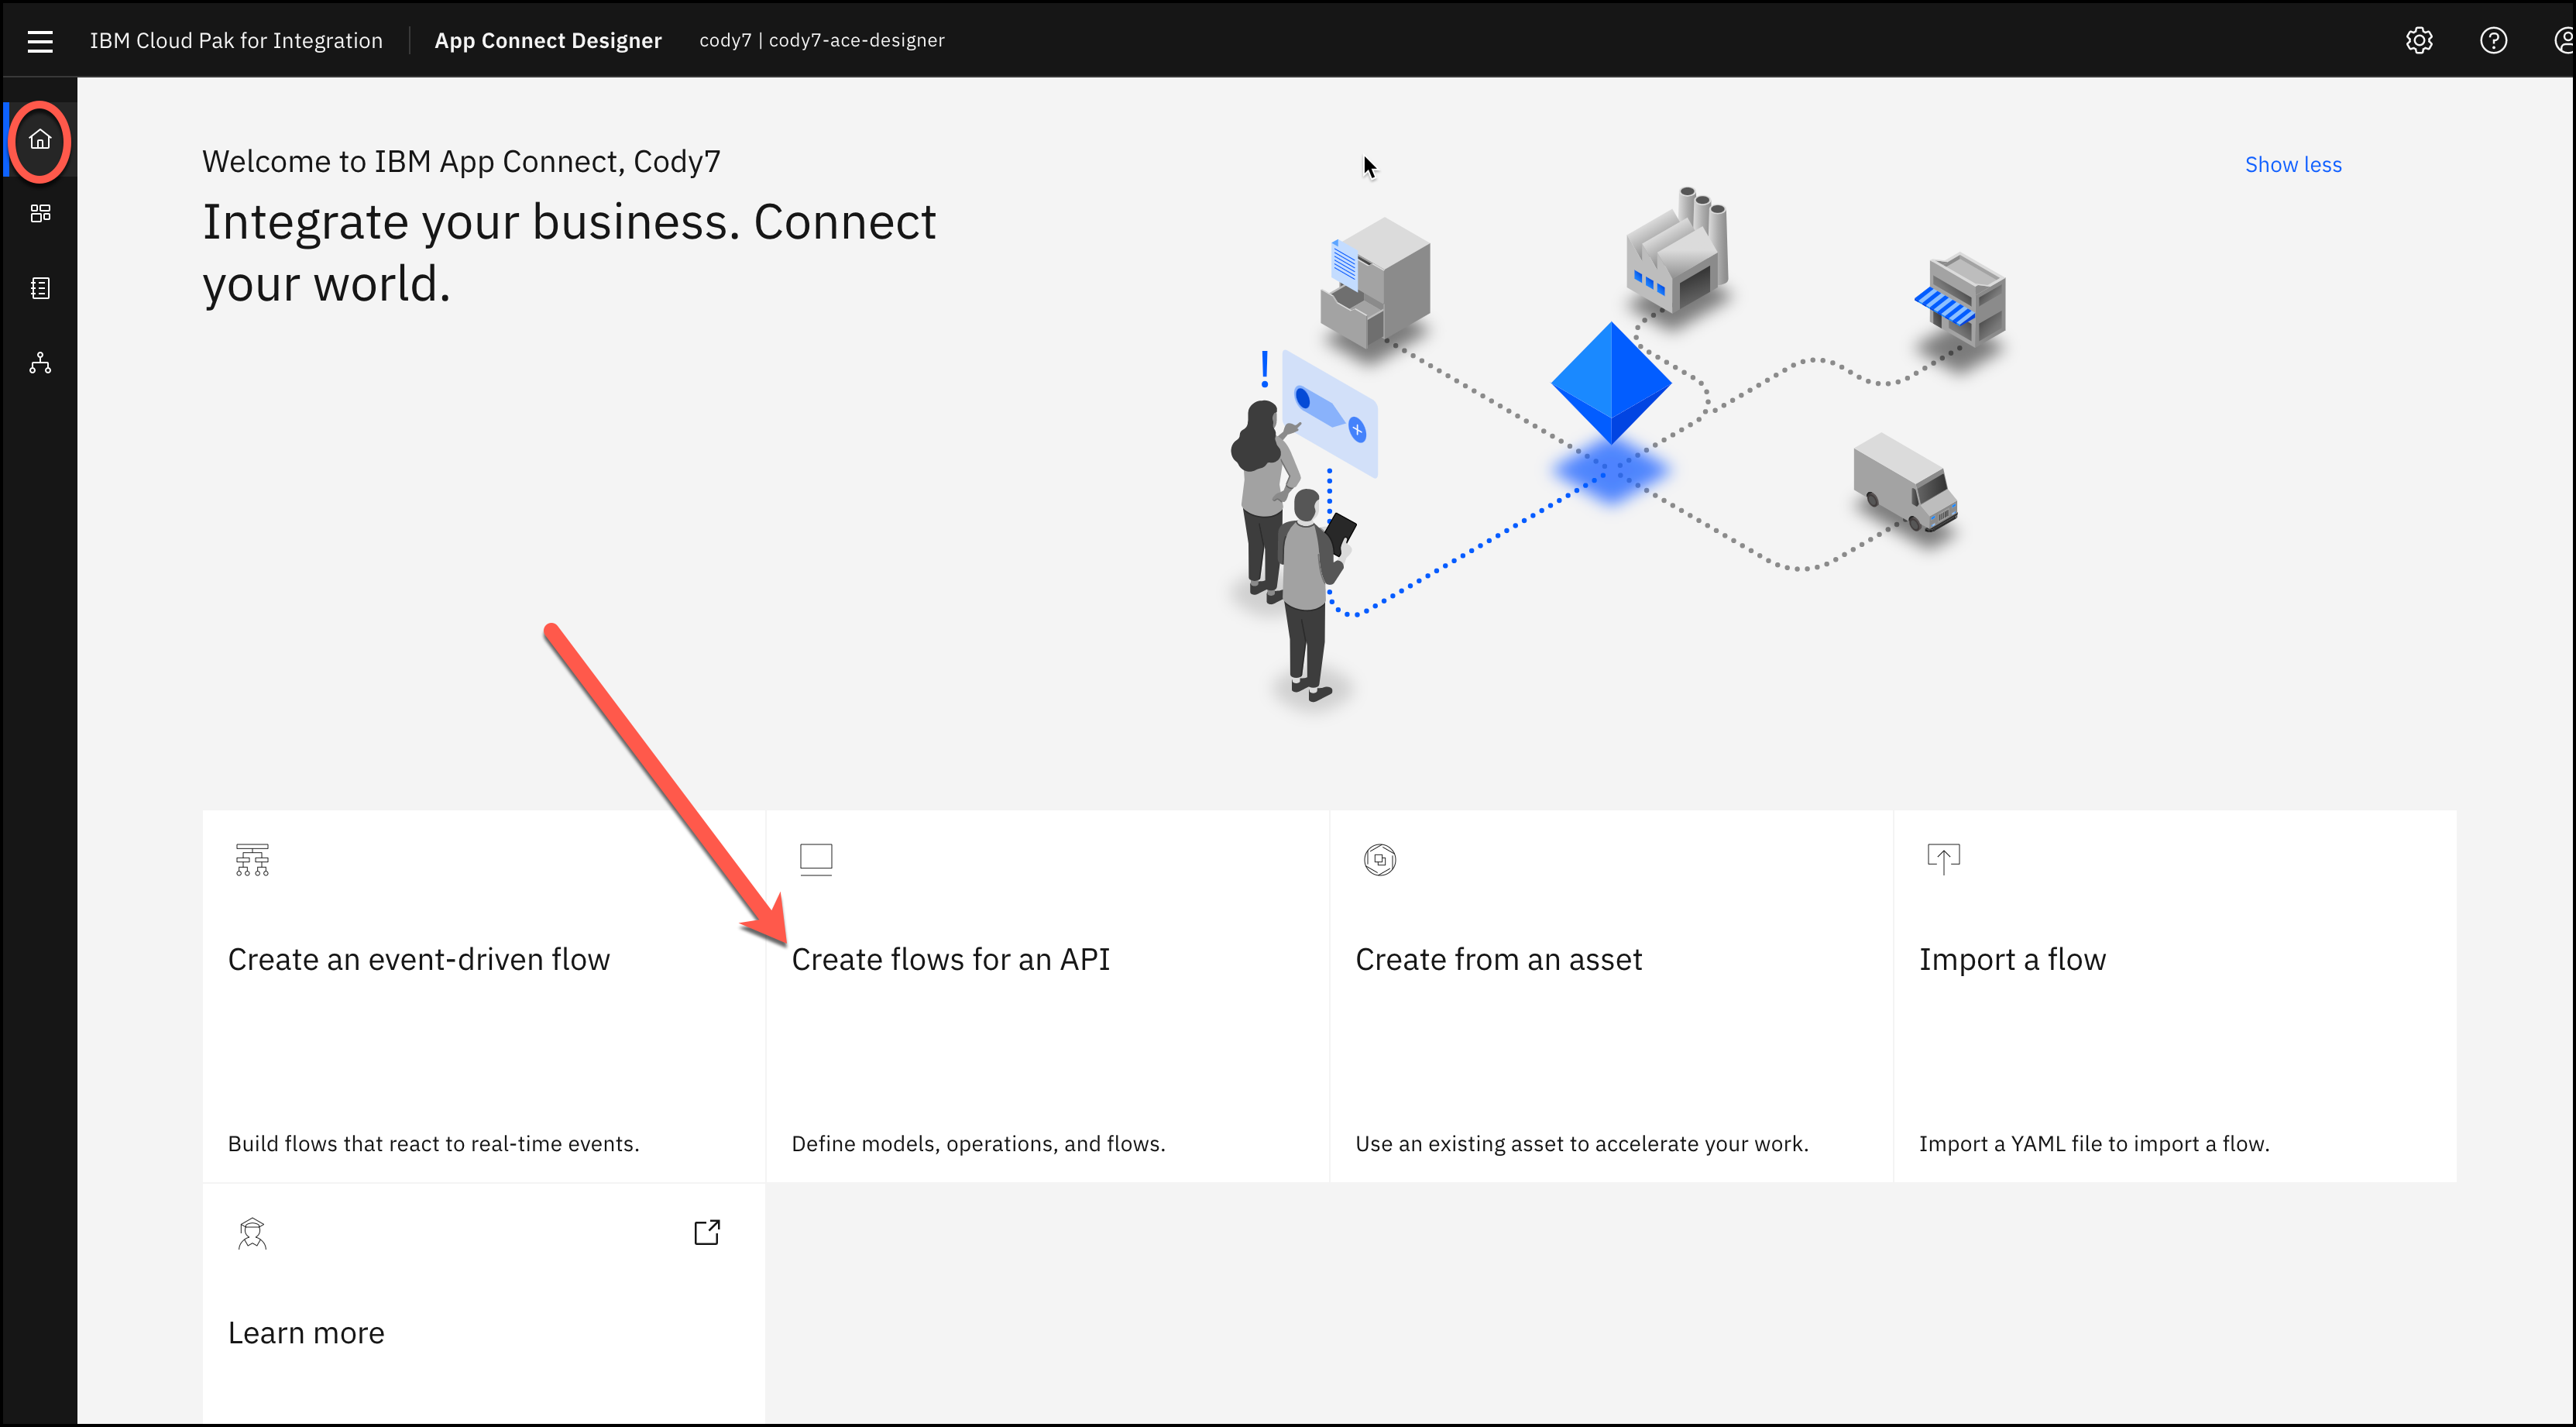 IBM Cloud Pak for Integration
App Connect Designer
cody7 | cody7-ace-designer
Welcome to IBM App Connect, Cody7
Show less
Integrate your business. Connect
your world.
!
Create an event-driven flow
Build flows that react to real-time events.
Create flows for an API
Define models, operations, and flows.
Create from an asset
Use an existing asset to accelerate your work.
Import a flow
Import a YAML file to import a flow.
Learn more